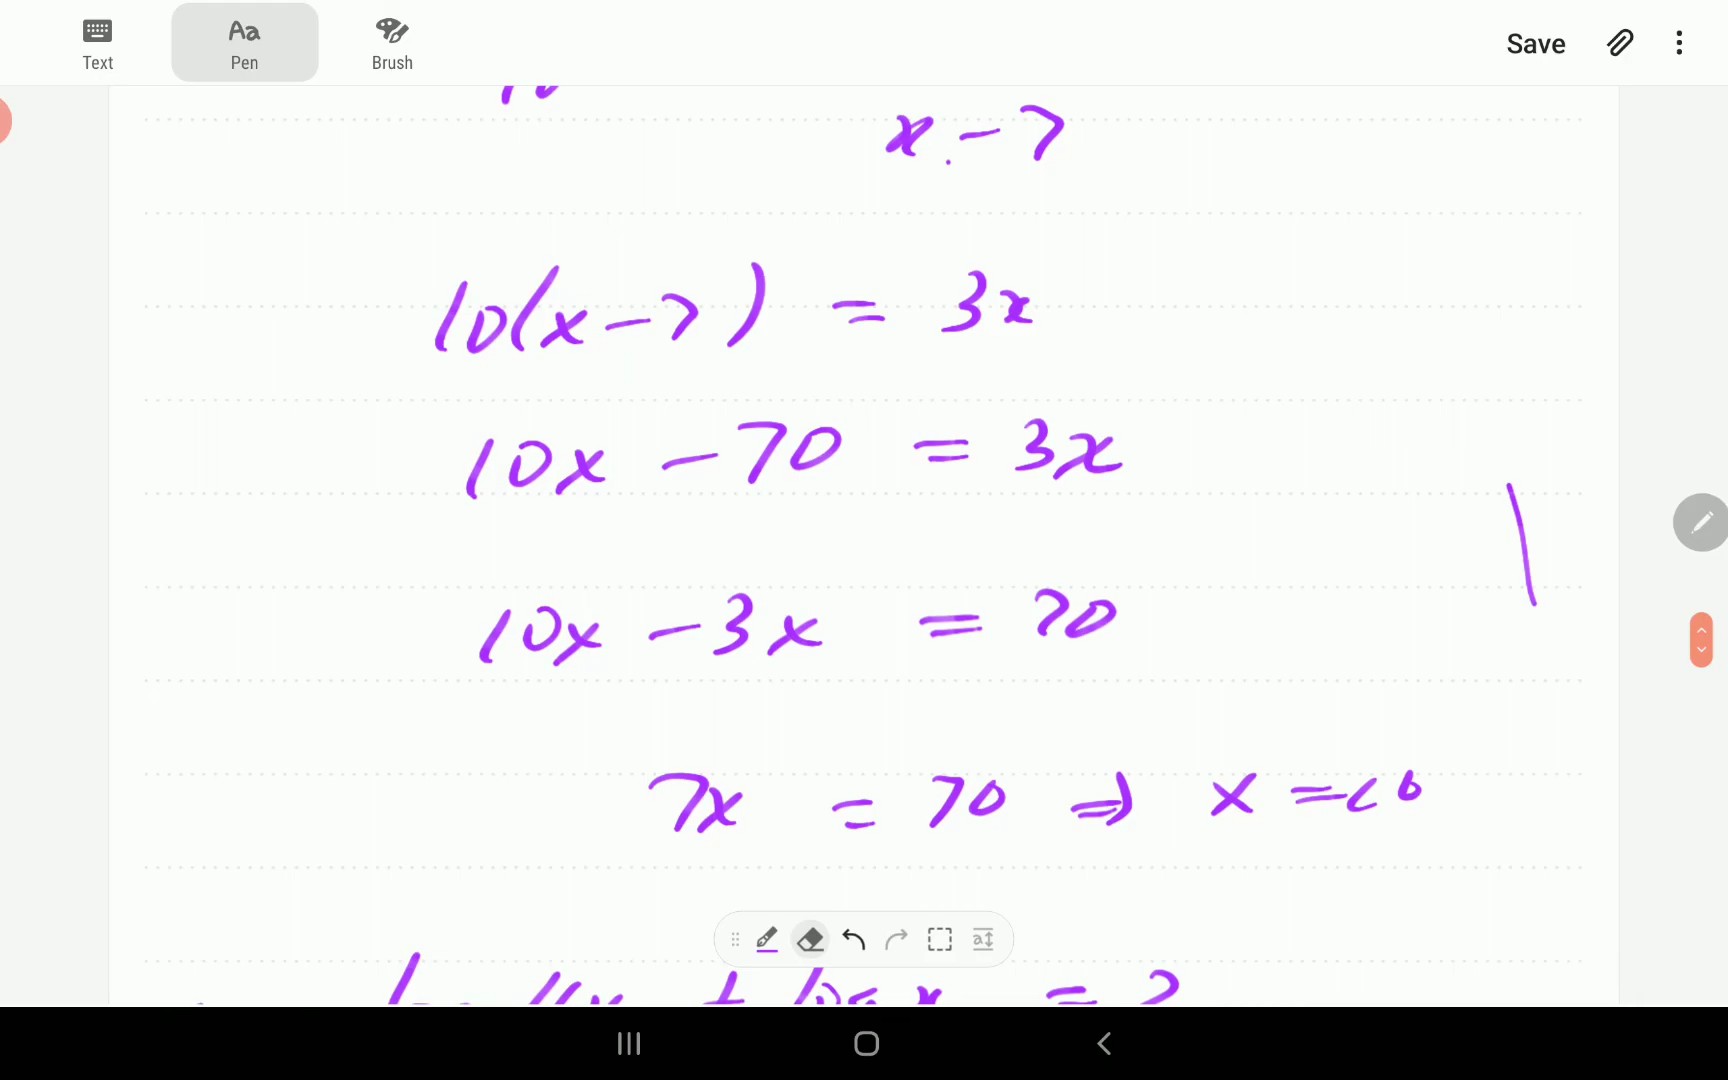 Text Pen Brush Save
x - 7
10(x-7) = 3x
10x - 70 = 3x
10x - 3x = 70
7x = 70 ⇒ x = 10